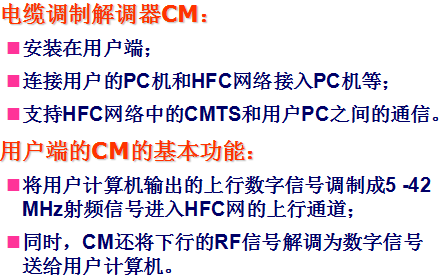 电缆调制解调器CM：
安装在用户端；
连接用户的PC机和HFC网络接入PC机等；
支持HFC网络中的CMTS和用户PC之间的通信。
用户端的CM的基本功能：
将用户计算机输出的上行数字信号调制成5 -42
MHz射频信号进入HFC网的上行通道；
同时，CM还将下行的RF信号解调为数字信号
送给用户计算机。